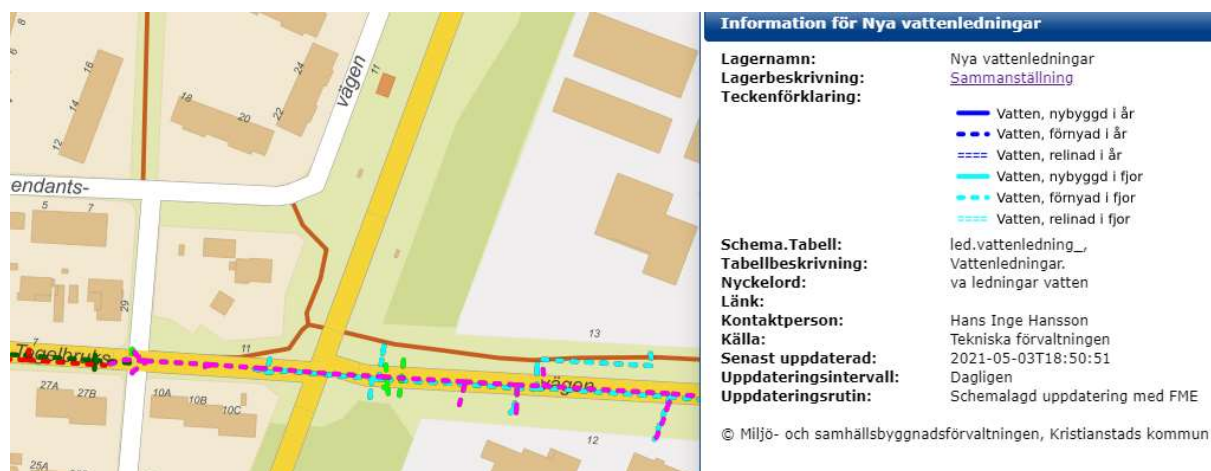 Information för Nya vattenledningar
Lagernamn: Nya vattenledningar
Lagerbeskrivning: Sammanställning
Teckenförklaring:
Vatten, nybyggd i år
Vatten, förnyad i år
Vatten, relinad i år
Vatten, nybyggd i fjor
Vatten, förnyad i fjor
Vatten, relinad i fjor
Schema.Tabell: led.vattenledning_,
Tabellbeskrivning: Vattenledningar.
Nyckelord: va ledningar vatten
Länk:
Kontaktperson: Hans Inge Hansson
Källa: Tekniska förvaltningen
Senast uppdaterad: 2021-05-03T18:50:51
Uppdateringsintervall: Dagligen
Uppdateringsrutin: Schemalagd uppdatering med FME
© Miljö- och samhällsbyggnadsförvaltningen, Kristianstads kommun
8
6
16
14
12
18
20
22
24
11
vägen
endants-
5 7
29
7
Tegelbruks-
11
13
vägen
27A 27B
10A 10B 10C
12
25A